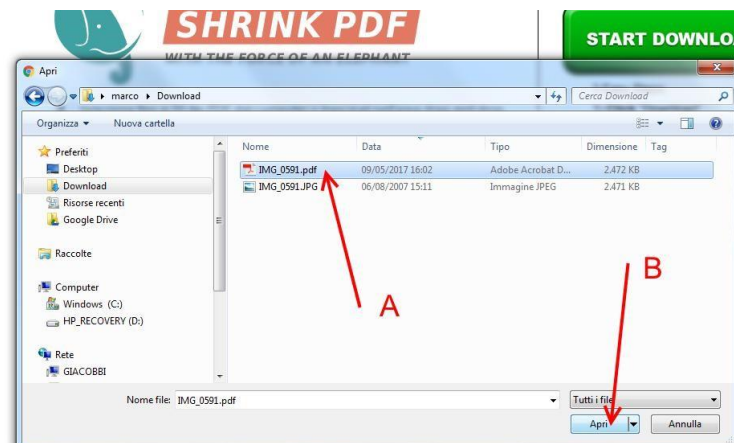 SHRINK PDF
WITH THE FORCE OF AN ELEPHANT
START DOWNLO
Apri
marco Download
Cerca Download
Organizza Nuova cartella
Nome Data Tipo Dimensione Tag
Preferiti
Desktop
Download
Risorse recenti
Google Drive
IMG_0591.pdf 09/05/2017 16:02 Adobe Acrobat D... 2.472 KB
IMG_0591.JPG 06/08/2007 15:11 Immagine JPEG 2.471 KB
Raccolte
Computer
Windows (C:)
HP_RECOVERY (D:)
Rete
GIACOBBI
A
B
Nome file: IMG_0591.pdf
Tutti i file
Apri Annulla